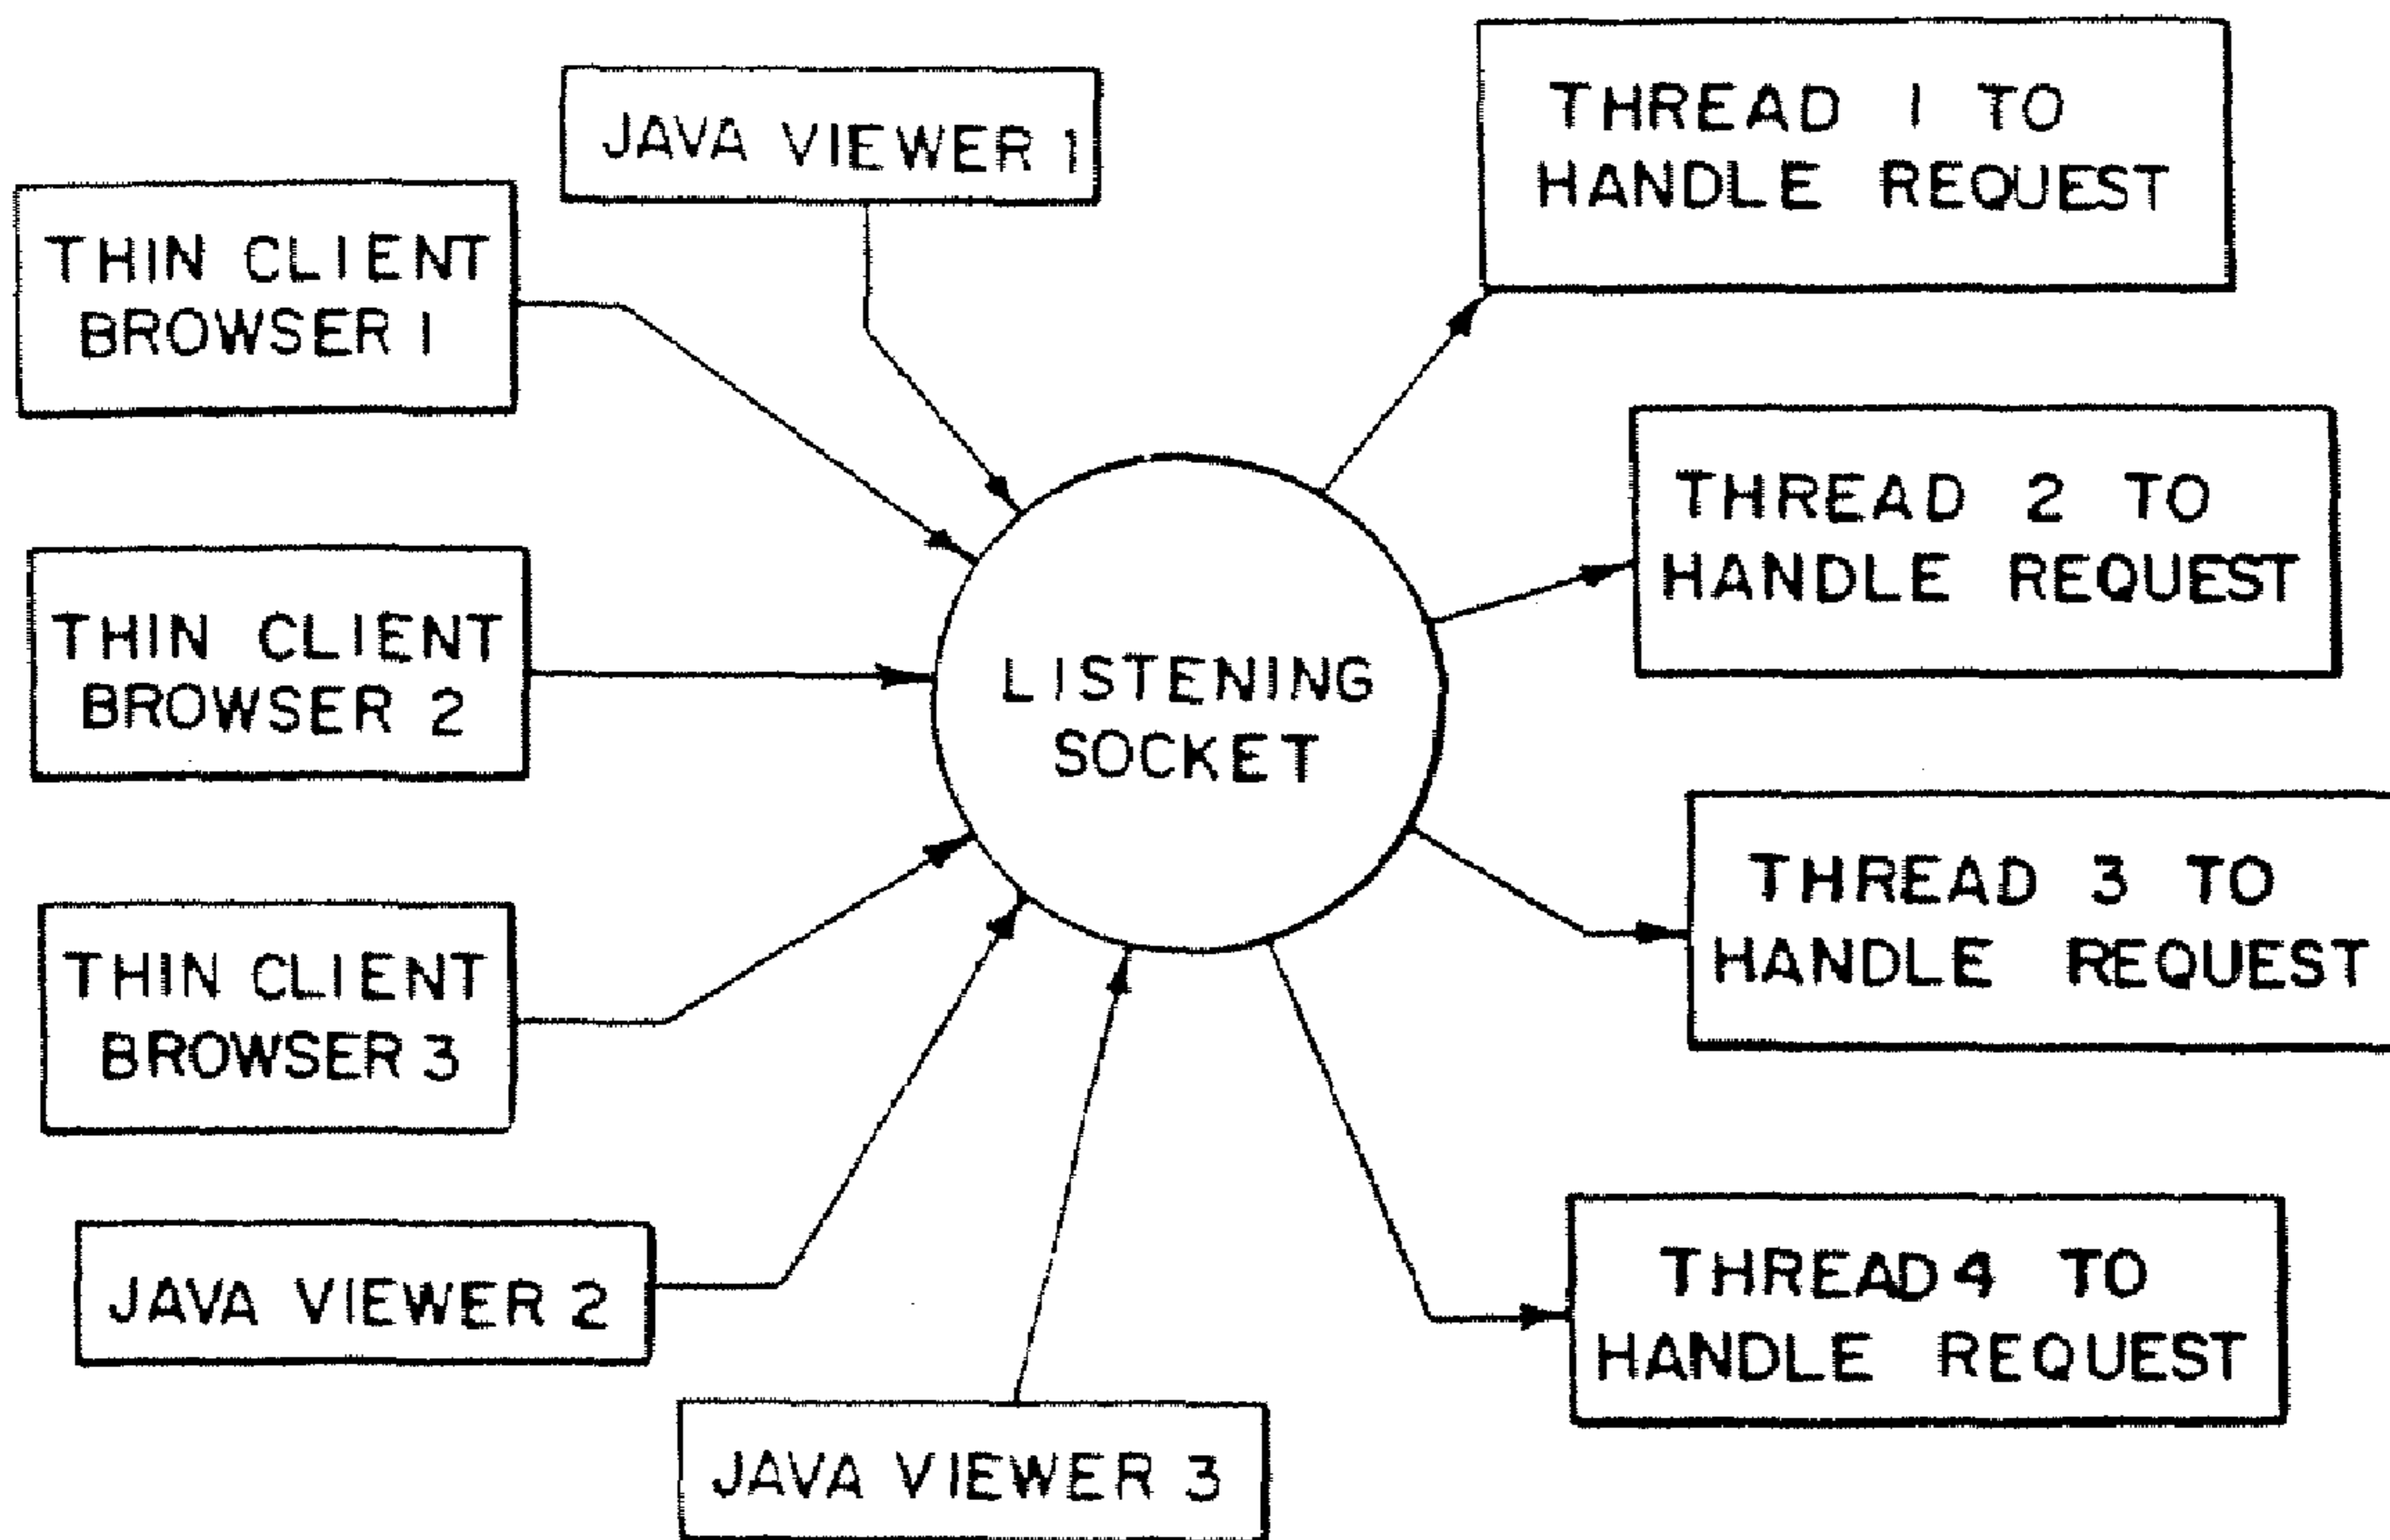 JAVA VIEWER 1
THIN CLIENT
BROWSER 1
THIN CLIENT
BROWSER 2
THIN CLIENT
BROWSER 3
JAVA VIEWER 2
JAVA VIEWER 3
LISTENING
SOCKET
THREAD 1 TO
HANDLE REQUEST
THREAD 2 TO
HANDLE REQUEST
THREAD 3 TO
HANDLE REQUEST
THREAD 4 TO
HANDLE REQUEST